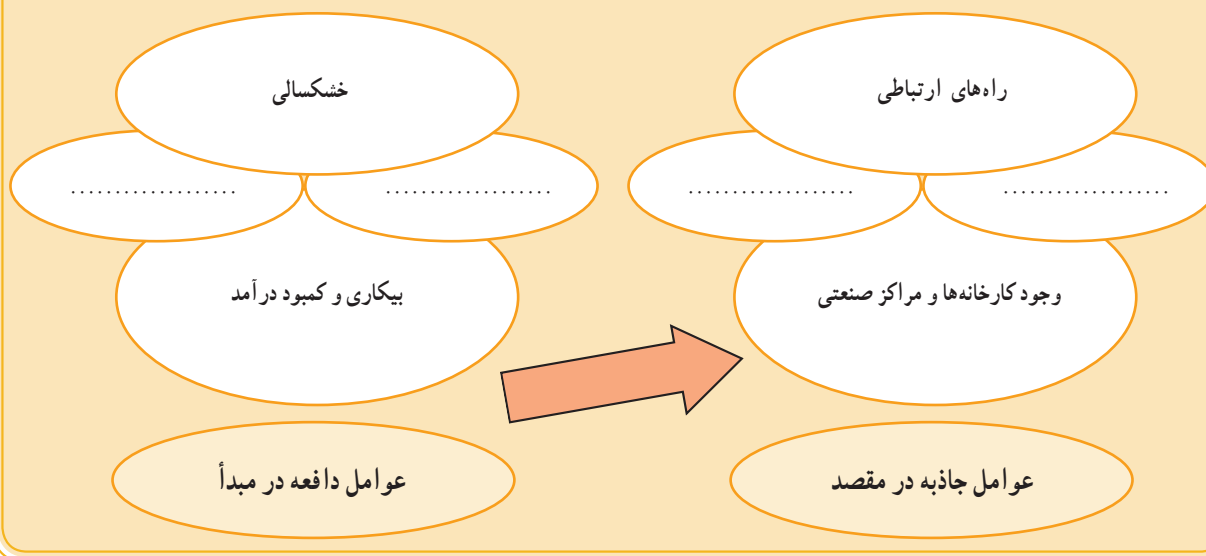 راه‌های ارتباطی
خشکسالی
...................
...................
...................
...................
وجود کارخانه‌ها و مراکز صنعتی
بیکاری و کمبود درآمد
عوامل جاذبه در مقصد
عوامل دافعه در مبدأ